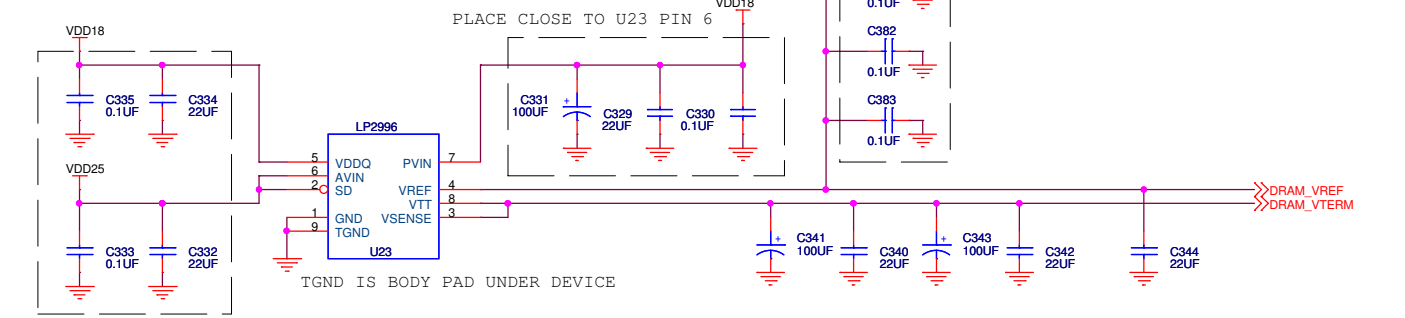 PLACE CLOSE TO U23 PIN 6
VDD18
0.1UF
VDD18
C382
0.1UF
C335
0.1UF
C334
22UF
C331
100UF
+
C329
22UF
C330
0.1UF
C383
0.1UF
LP2996
5
VDDQ
PVIN
7
6
AVIN
2
SD
VREF
4
VTT
8
1
GND
VSENSE
3
9
TGND
U23
VDD25
C333
0.1UF
C332
22UF
DRAM_VREF
DRAM_VTERM
+
C341
100UF
C340
22UF
+
C343
100UF
C342
22UF
C344
22UF
TGND IS BODY PAD UNDER DEVICE